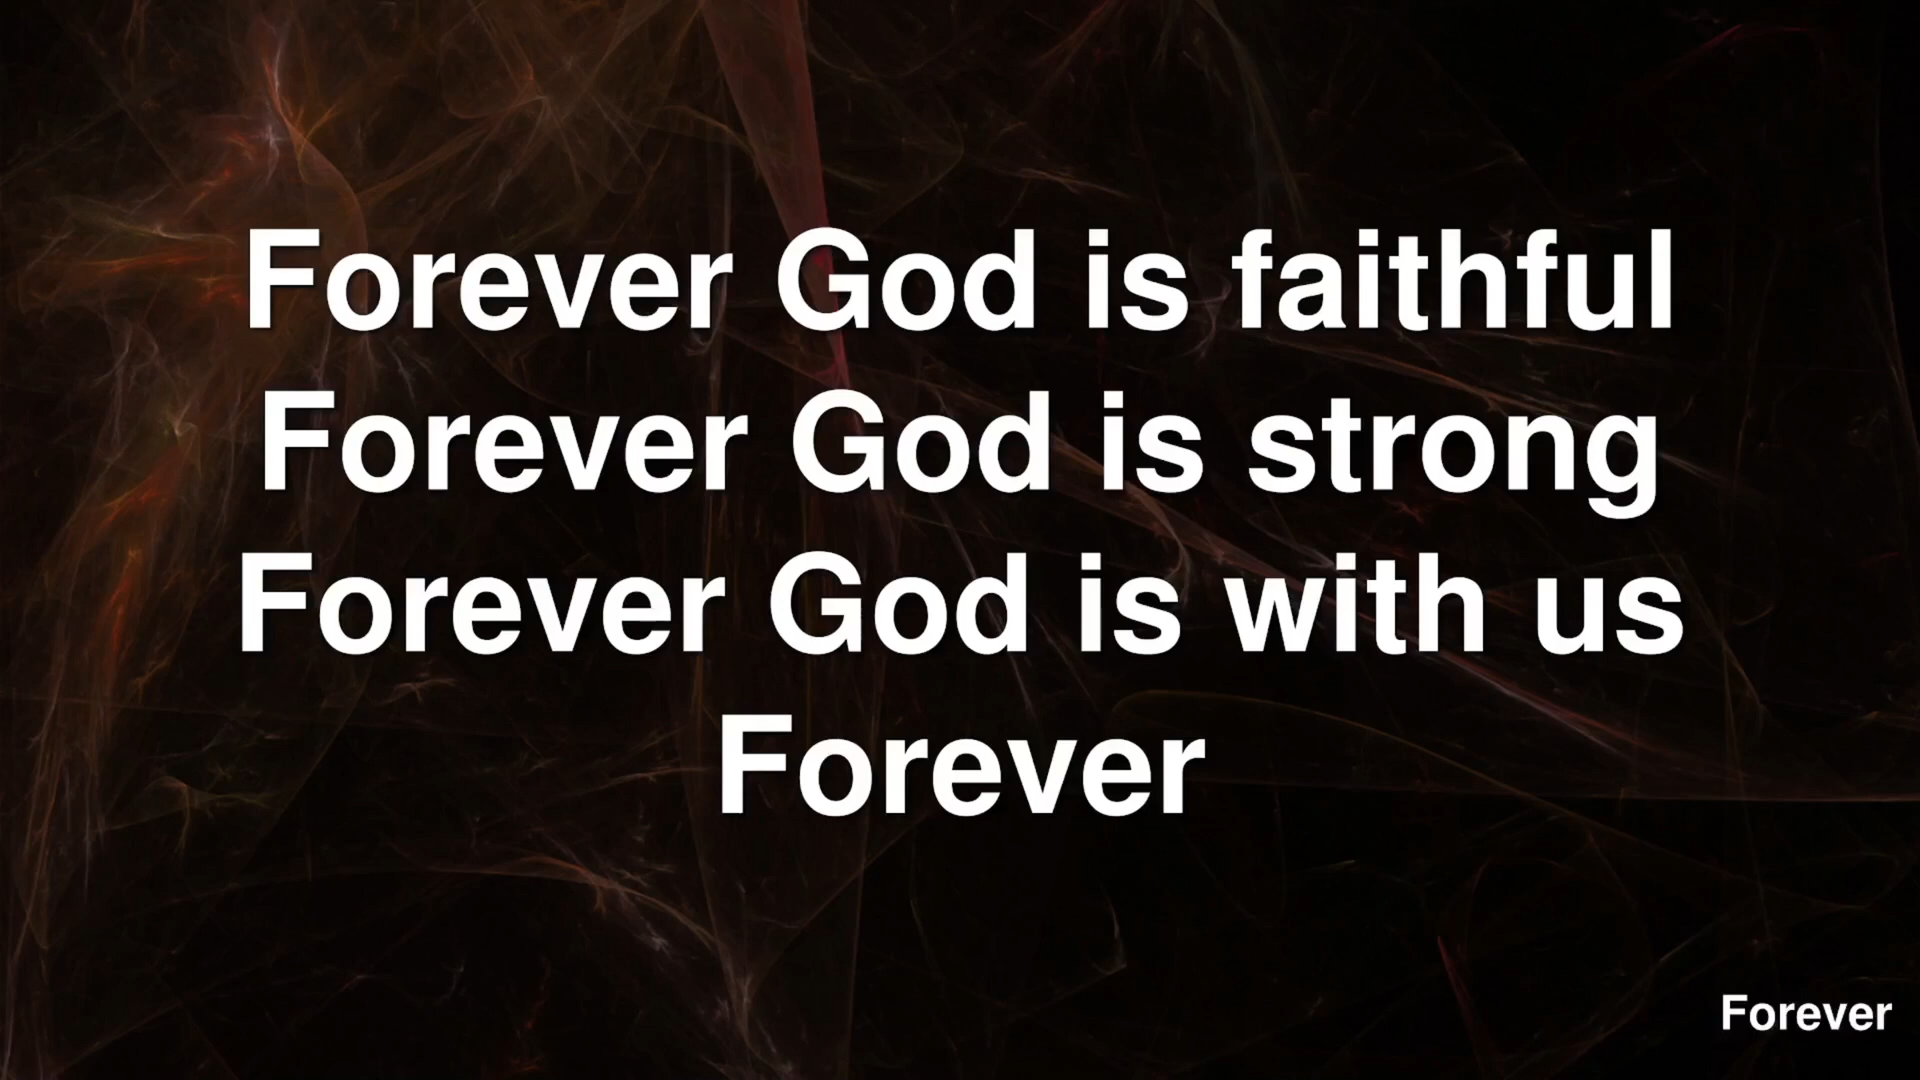 Forever God is faithful
Forever God is strong
Forever God is with us
Forever
Forever